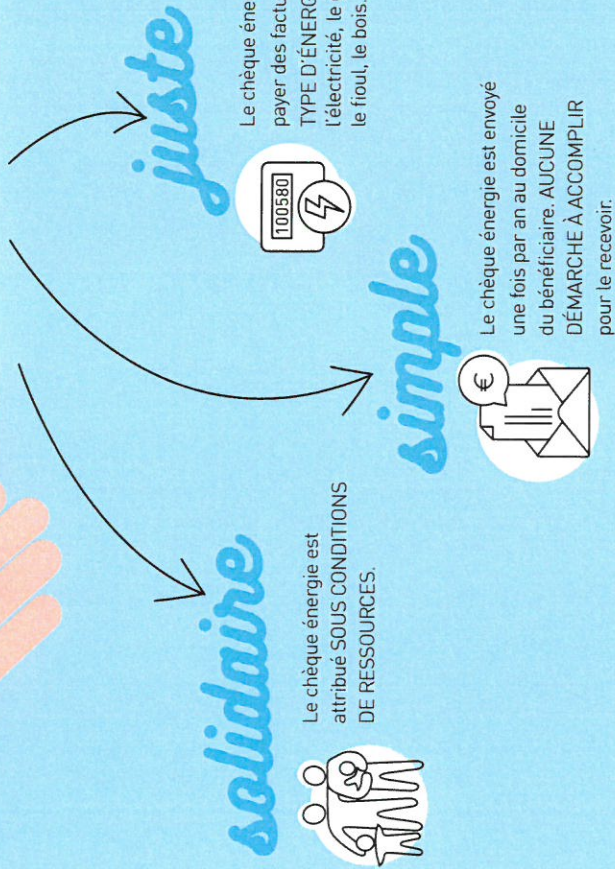 solidaire
Le chèque énergie est
attribué SOUS CONDITIONS
DE RESSOURCES.
simple
€
Le chèque énergie est envoyé
une fois par an au domicile
du bénéficiaire. AUCUNE
DÉMARCHE À ACCOMPLIR
pour le recevoir.
juste
100580
Le chèque éne
payer des factu
TYPE D'ÉNERG
l'électricité, le
le fioul, le bois.